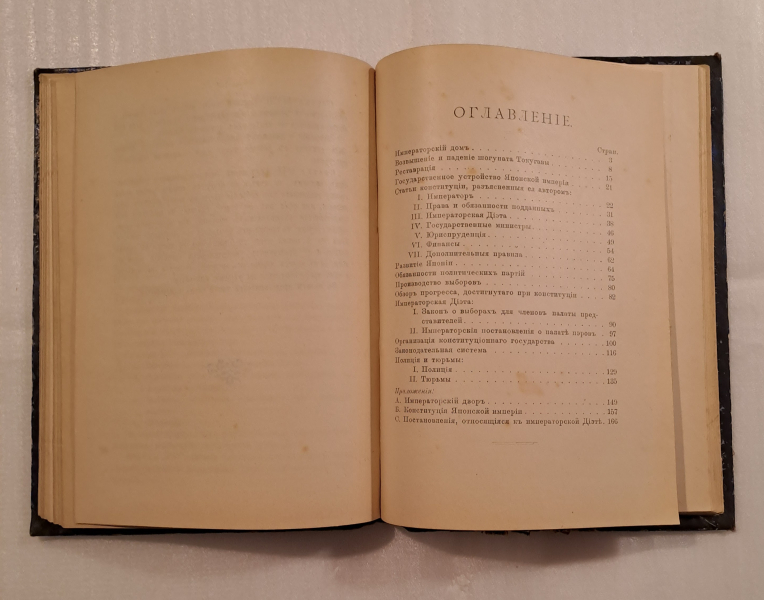 ОГЛАВЛЕНІЕ.
Стран.
Императорскій домъ . . . 3
Возвышеніе и паденіе шогуната Токугавы . . . 8
Реставрація . . . 15
Государственное устройство Японской имперіи . . . 21
Статьи конституціи, разъясненныя ея авторомъ:
I. Императоръ . . . 22
II. Права и обязанности подданныхъ . . . 31
III. Императорская Діэта . . . 38
IV. Государственные министры . . . 46
V. Юриспруденція . . . 49
VI. Финансы . . . 54
VII. Дополнительныя правила . . . 62
Развитіе Японіи . . . 64
Обязанности политическихъ партій . . . 75
Производство выборовъ . . . 80
Обзоръ прогресса, достигнутаго при конституціи . . . 82
Императорская Діэта:
I. Законъ о выборахъ для членовъ палаты пред-
ставителей . . . 90
II. Императорскія постановленія о палатѣ перовъ . . 97
Организація конституціоннаго государства . . . 100
Законодательная система . . . 116
Полиція и тюрьмы:
I. Полиція . . . 129
II. Тюрьмы . . . 135
Приложенія:
А. Императорскій дворъ . . . 149
Б. Конституція Японской имперіи . . . 157
С. Постановленія, относящіяся къ императорской Діэтѣ. 166